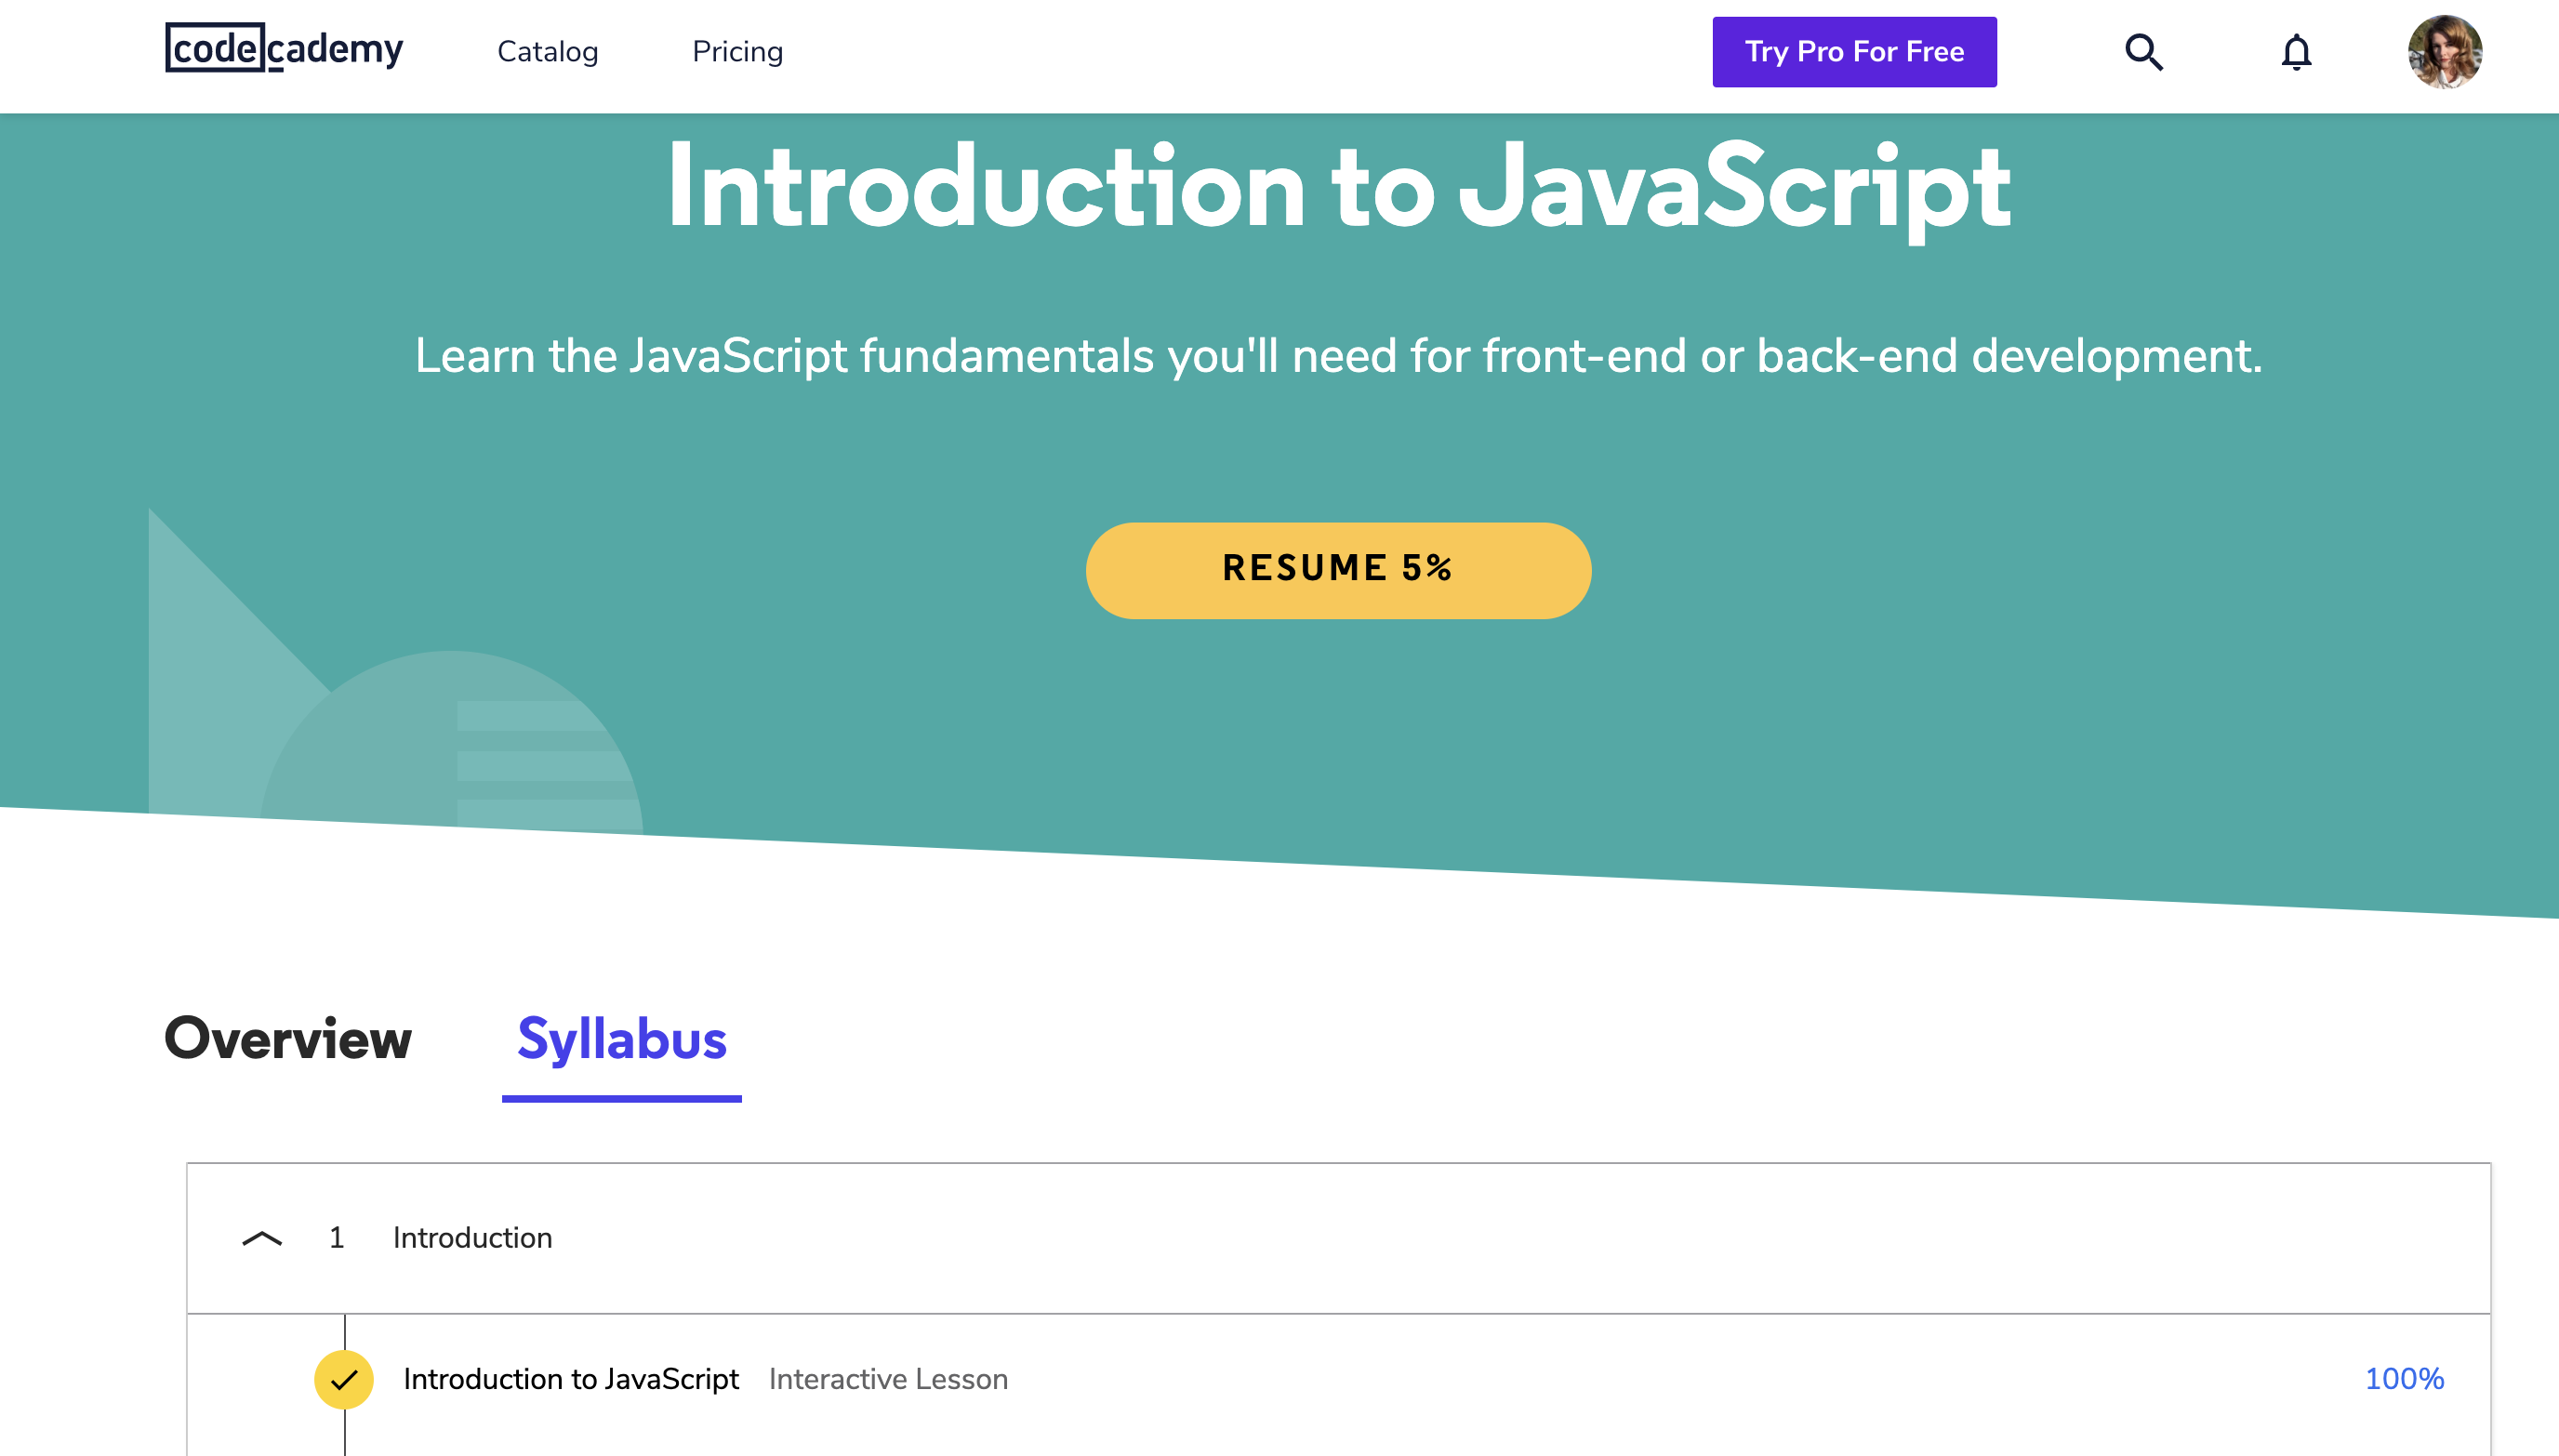 codecademy Catalog Pricing Try Pro For Free
Introduction to JavaScript
Learn the JavaScript fundamentals you'll need for front-end or back-end development.
RESUME 5%
Overview Syllabus
1 Introduction
Introduction to JavaScript Interactive Lesson 100%